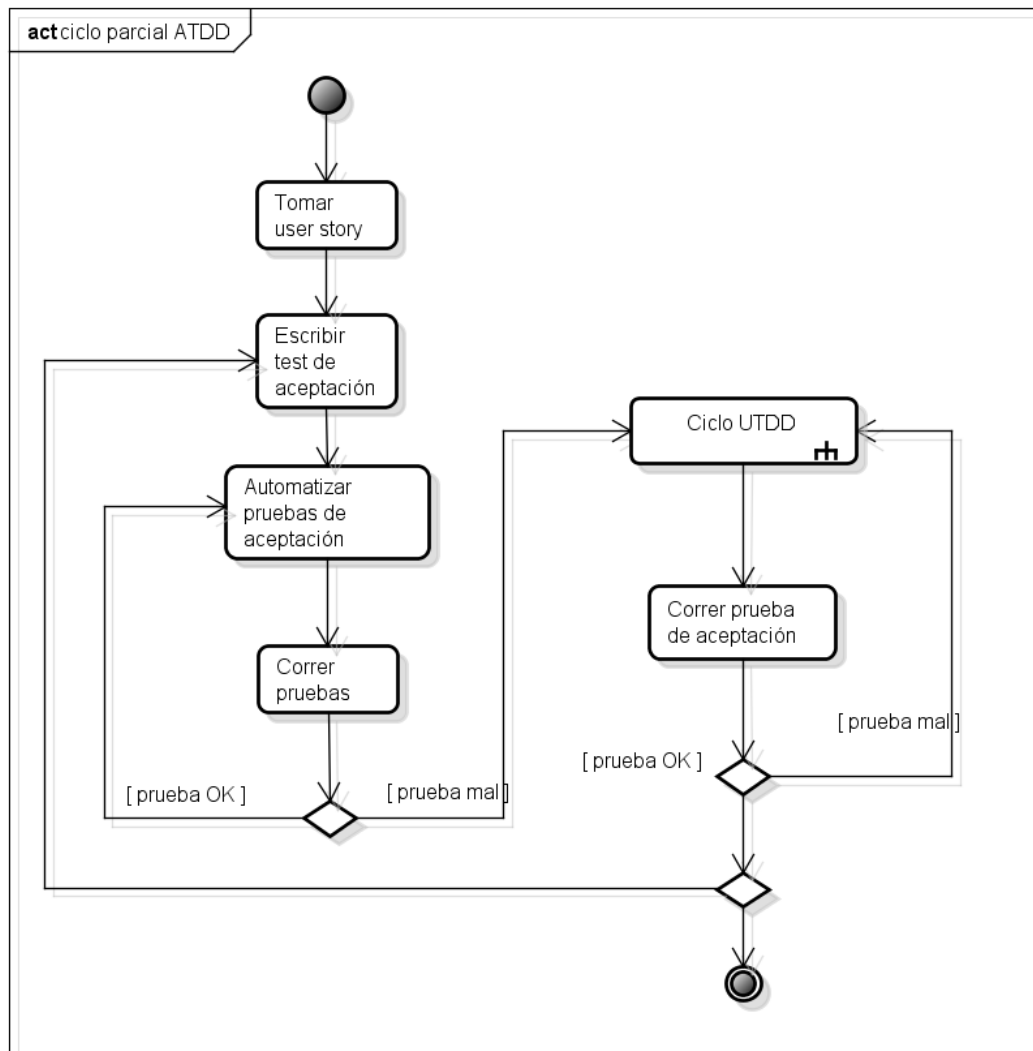 act ciclo parcial ATDD
Tomar
user story
Escribir
test de
aceptación
Automatizar
pruebas de
aceptación
Correr
pruebas
[ prueba OK ]
[ prueba mal ]
Ciclo UTDD
Correr prueba
de aceptación
[ prueba OK ]
[ prueba mal ]